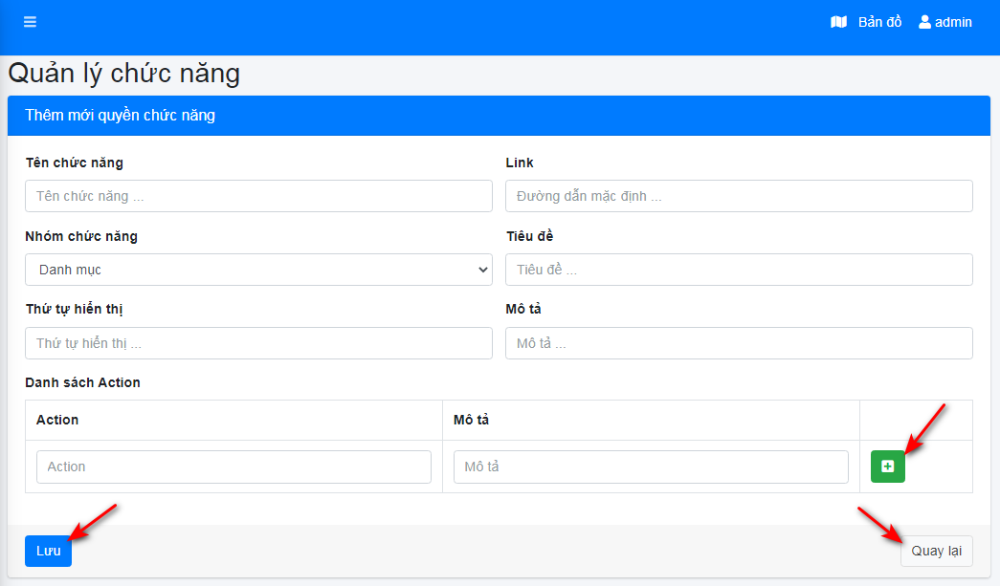 Bản đồ admin
Quản lý chức năng
Thêm mới quyền chức năng
Tên chức năng Link
Tên chức năng ... Đường dẫn mặc định ...
Nhóm chức năng Tiêu đề
Danh mục Tiêu đề ...
Thứ tự hiển thị Mô tả
Thứ tự hiển thị ... Mô tả ...
Danh sách Action
Action Mô tả
Action Mô tả
Lưu Quay lại